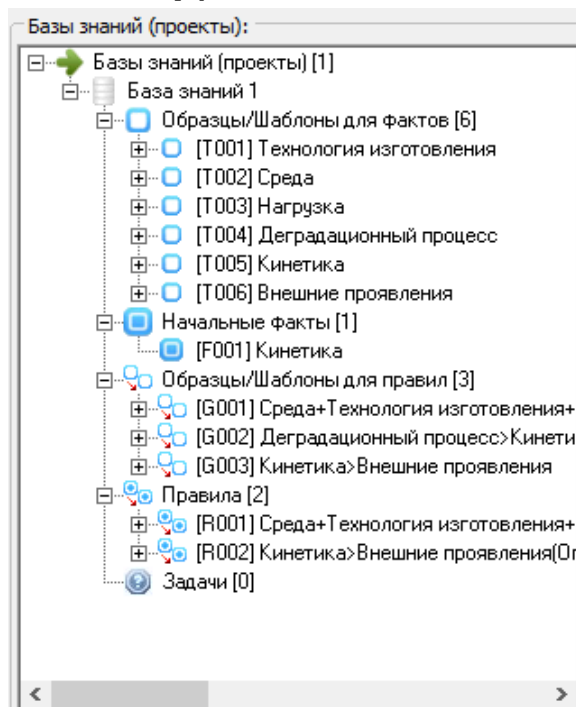 Базы знаний (проекты):
Базы знаний (проекты) [1]
База знаний 1
Образцы/Шаблоны для фактов [6]
[T001] Технология изготовления
[T002] Среда
[T003] Нагрузка
[T004] Деградационный процесс
[T005] Кинетика
[T006] Внешние проявления
Начальные факты [1]
[F001] Кинетика
Образцы/Шаблоны для правил [3]
[G001] Среда+Технология изготовления+
[G002] Деградационный процесс>Кинети
[G003] Кинетика>Внешние проявления
Правила [2]
[R001] Среда+Технология изготовления+
[R002] Кинетика>Внешние проявления(Оп
Задачи [0]